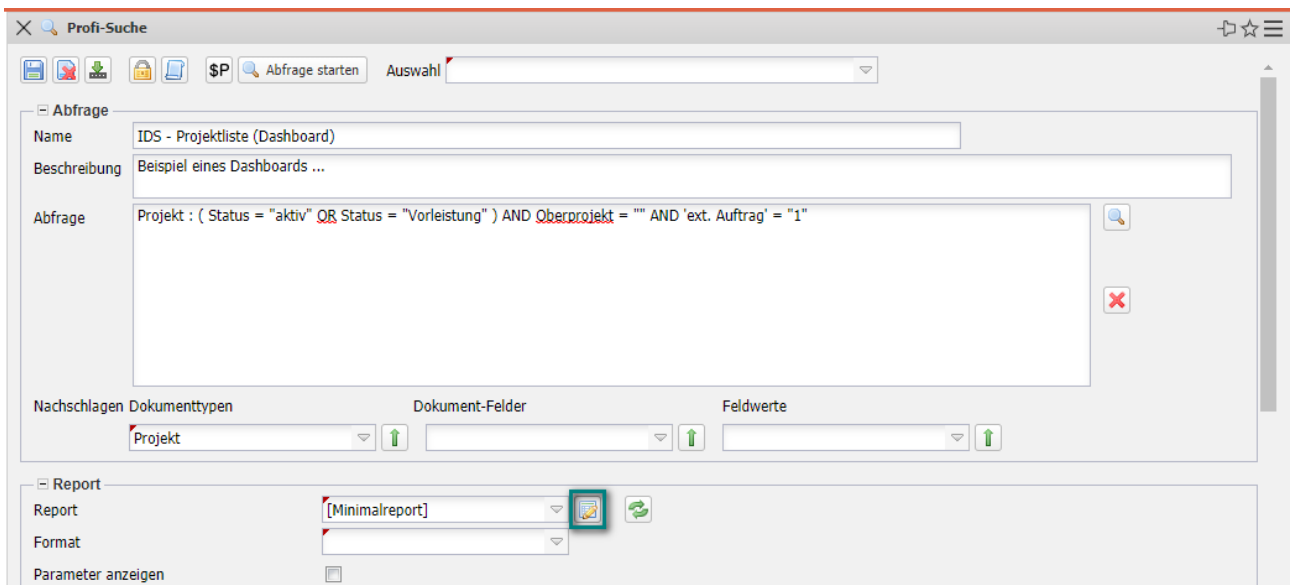 Profi-Suche
$P Abfrage starten Auswahl
Abfrage
Name IDS - Projektliste (Dashboard)
Beschreibung Beispiel eines Dashboards ...
Abfrage Projekt : ( Status = "aktiv" OR Status = "Vorleistung" ) AND Oberprojekt = "" AND 'ext. Auftrag' = "1"
Nachschlagen Dokumenttypen Dokument-Felder Feldwerte
Projekt
Report
Report [Minimalreport]
Format
Parameter anzeigen